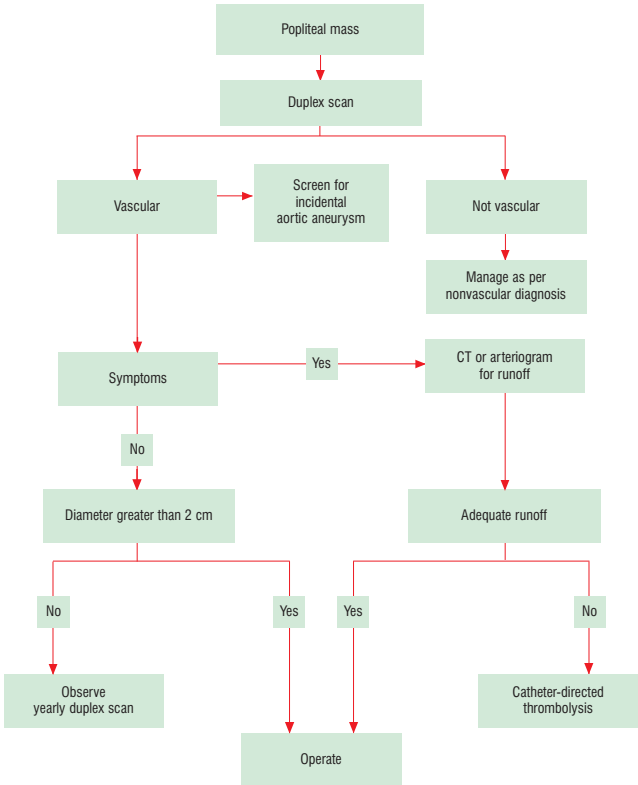 Popliteal mass
Duplex scan
Vascular
Screen for
incidental
aortic aneurysm
Not vascular
Manage as per
nonvascular diagnosis
Symptoms
Yes
CT or arteriogram
for runoff
No
Diameter greater than 2 cm
Adequate runoff
No
Yes
Yes
No
Observe
yearly duplex scan
Catheter-directed
thrombolysis
Operate